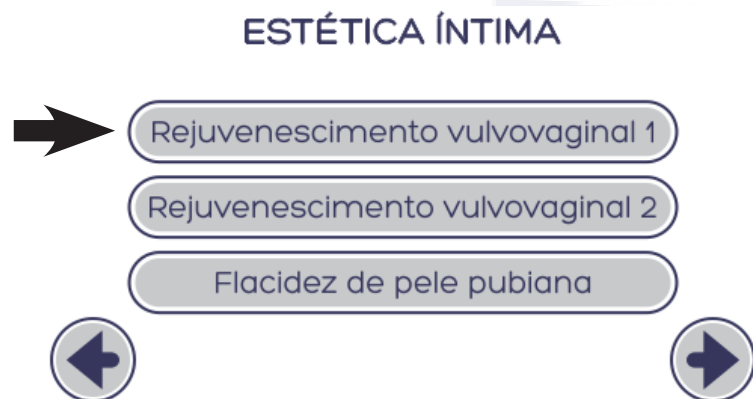 ESTÉTICA ÍNTIMA
Rejuvenescimento vulvovaginal 1
Rejuvenescimento vulvovaginal 2
Flacidez de pele pubiana